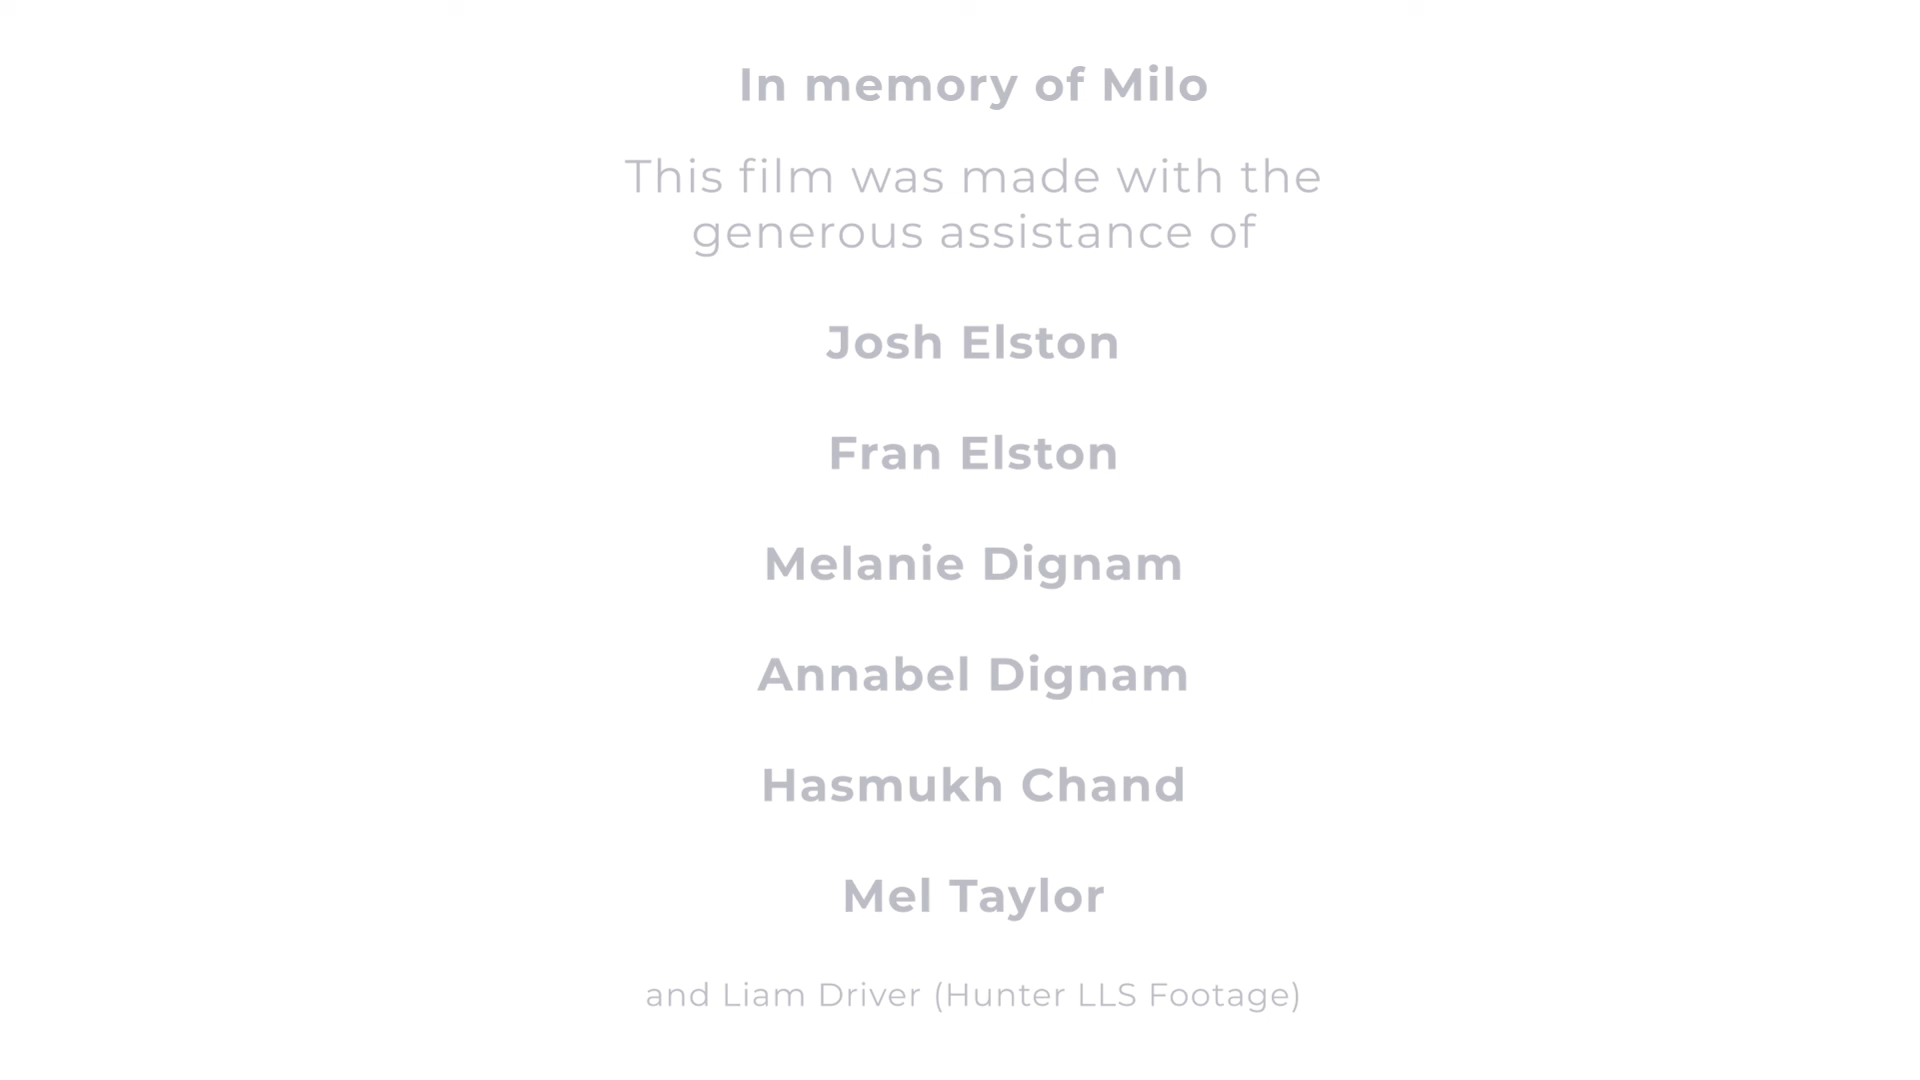 In memory of Milo
This film was made with the
generous assistance of
Josh Elston
Fran Elston
Melanie Dignam
Annabel Dignam
Hasmukh Chand
Mel Taylor
and Liam Driver (Hunter LLS Footage)